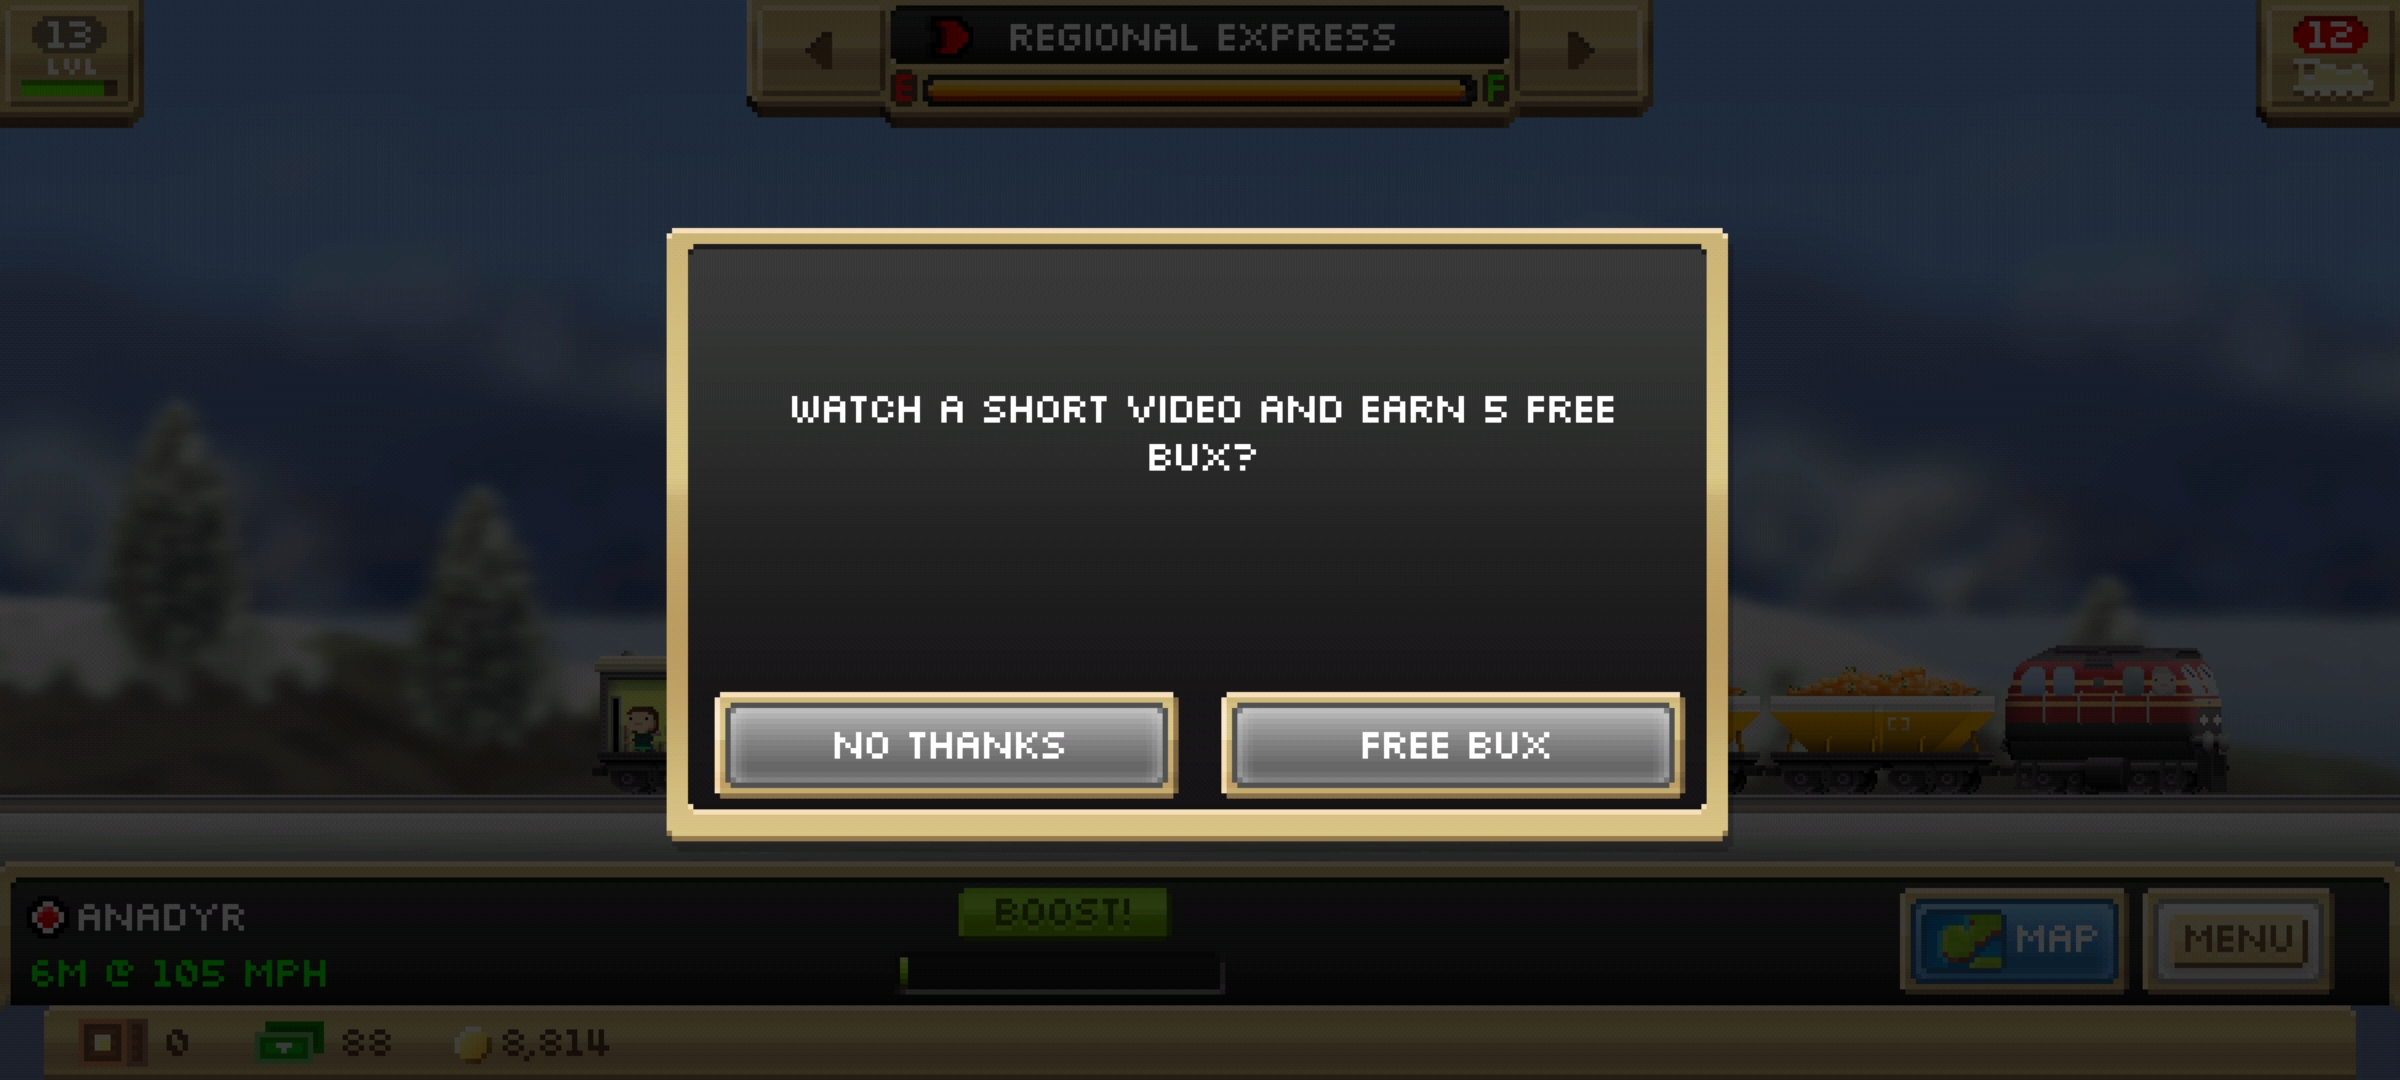 13
LVL
REGIONAL EXPRESS
E F
12
WATCH A SHORT VIDEO AND EARN 5 FREE
BUX?
NO THANKS
FREE BUX
ANADYR
6M @ 105 MPH
BOOST!
MAP
MENU
0
88
8,814